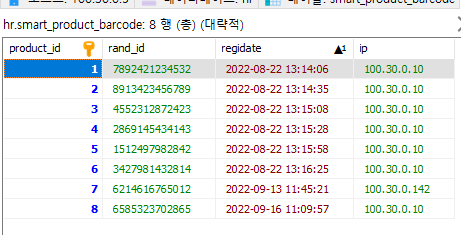 hr.smart_product_barcode: 8 행 (총) (대략적)
product_id rand_id regidate ▲1 ip
1 7892421234532 2022-08-22 13:14:06 100.30.0.10
2 8913423456789 2022-08-22 13:14:35 100.30.0.10
3 4552312872423 2022-08-22 13:15:08 100.30.0.10
4 2869145434143 2022-08-22 13:15:28 100.30.0.10
5 1512497982842 2022-08-22 13:15:58 100.30.0.10
6 3427981432814 2022-08-22 13:16:25 100.30.0.10
7 6214616765012 2022-09-13 11:45:21 100.30.0.142
8 6585323702865 2022-09-16 11:09:57 100.30.0.10